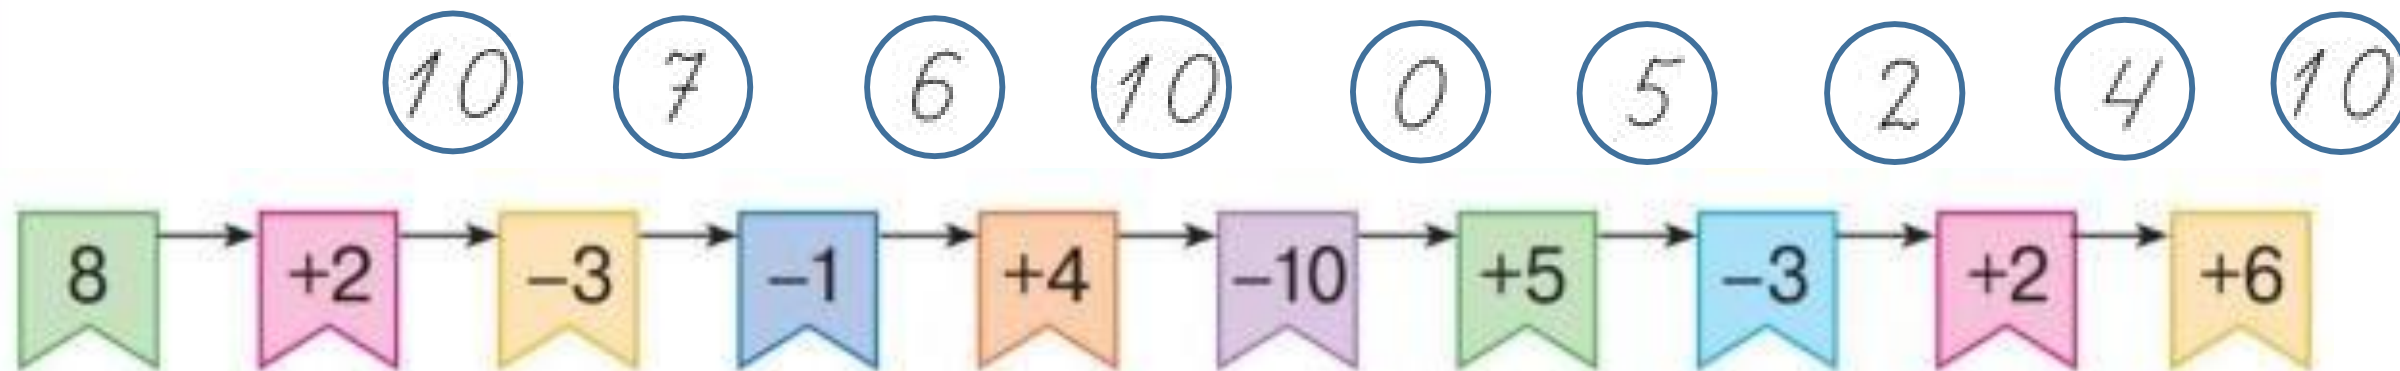 10 7 6 10 0 5 2 4 10
8 +2 –3 –1 +4 –10 +5 –3 +2 +6